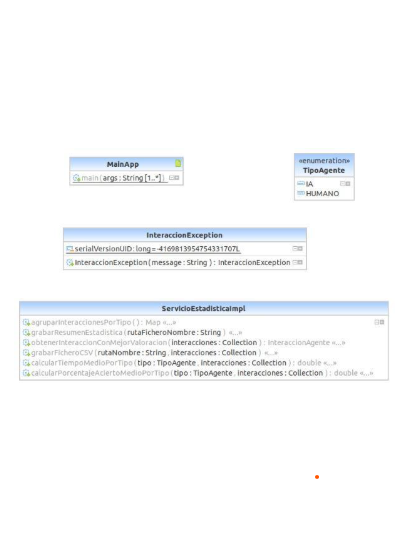 MainApp
main(args : String [1..*])
«enumeration»
TipoAgente
IA
HUMANO
InteraccionException
serialVersionUID: long= -4169813954754331707L
InteraccionException(message : String) : InteraccionException
ServicioEstadisticaImpl
agruparInteraccionesPorTipo() : Map «...»
grabarResumenEstadistica(rutaFicheroNombre : String) «...»
obtenerInteraccionConMejorValoracion(interacciones : Collection) : InteraccionAgente «...»
grabarFicheroCSV(rutaNombre : String, interacciones : Collection) «...»
calcularTiempoMedioPorTipo(tipo : TipoAgente, interacciones : Collection) : double «...»
calcularPorcentajeAciertoMedioPorTipo(tipo : TipoAgente, interacciones : Collection) : double «...»